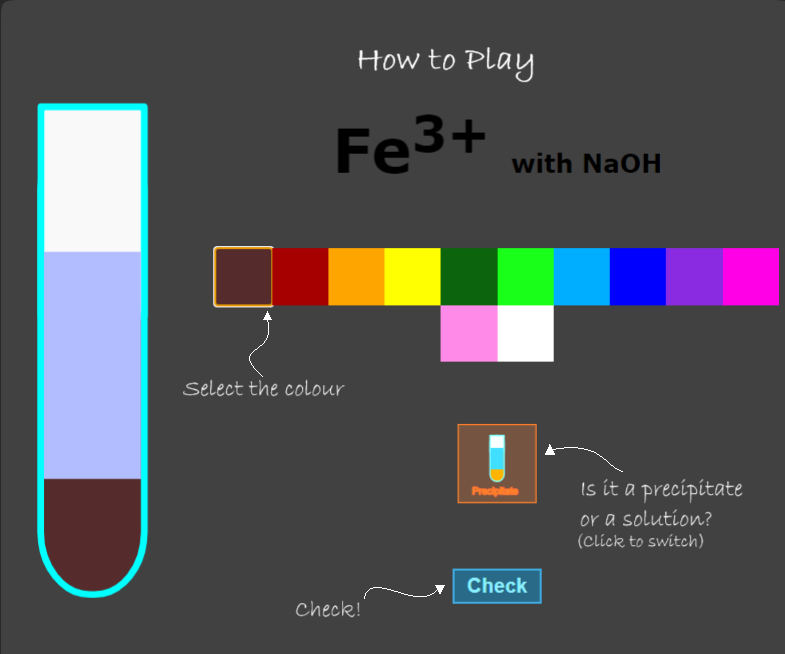 How to Play
Fe³⁺ with NaOH
Select the colour
Precipitate
Is it a precipitate
or a solution?
(Click to switch)
Check
Check!